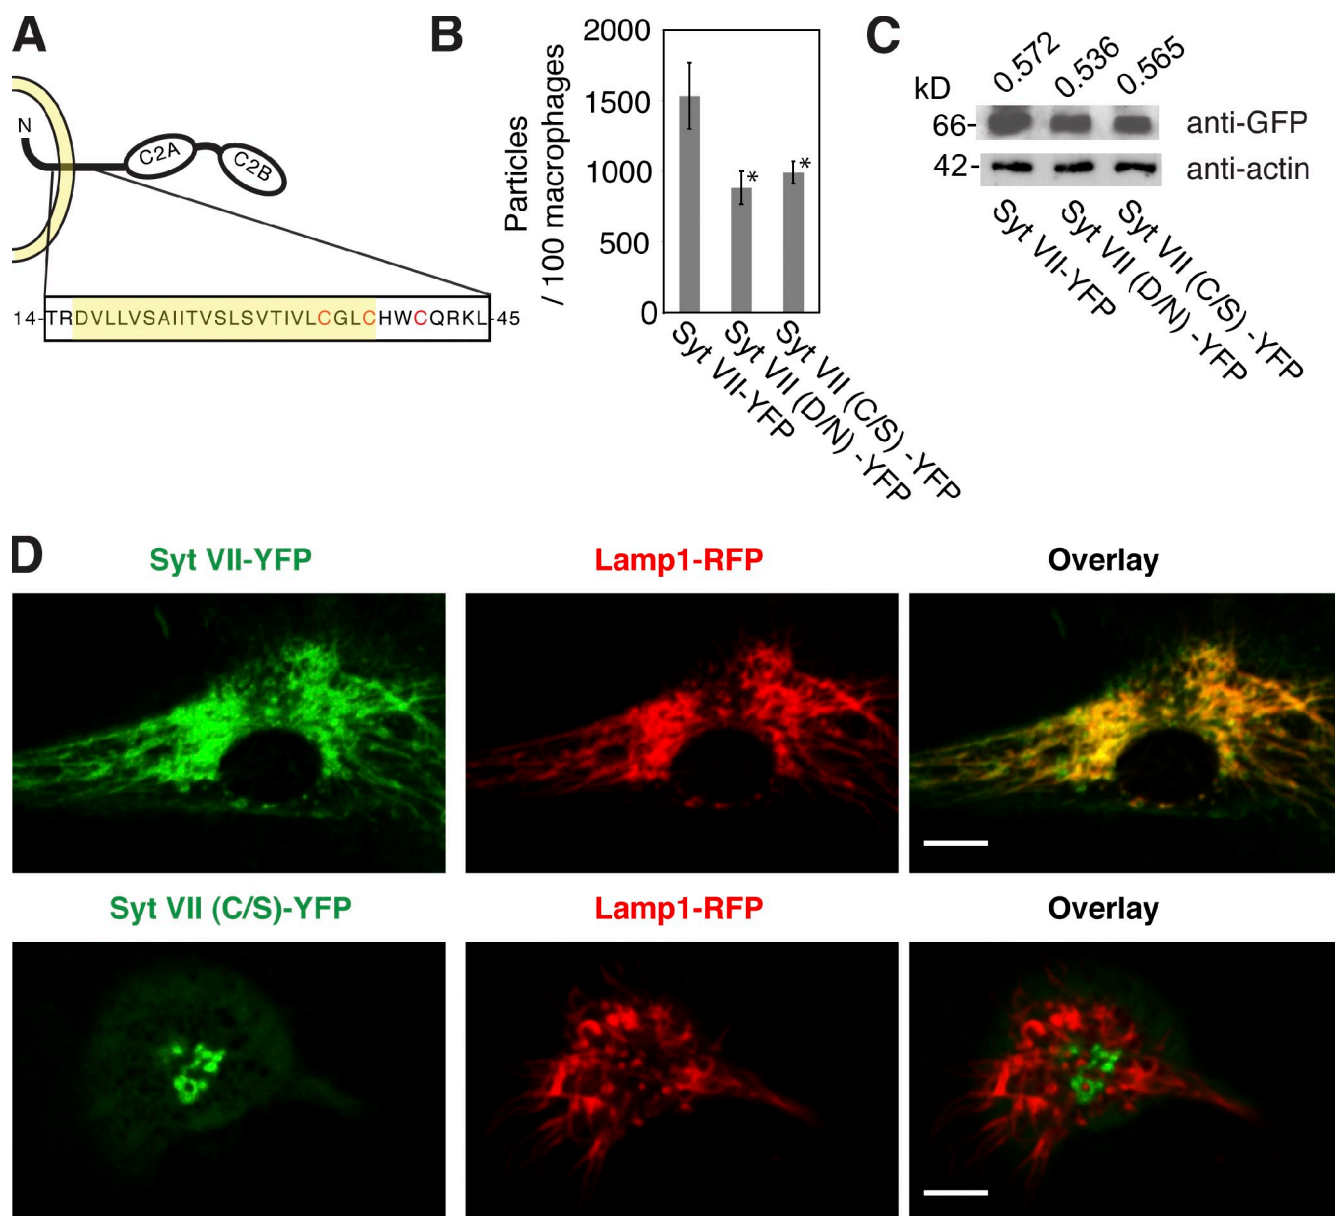 A
N
C2A
C2B
14-TRDVLLVSAIITVSLSVTIVLCGLCHWCQRKL-45
B
Particles
/ 100 macrophages
2000
1500
1000
500
0
*
*
Syt VII-YFP
Syt VII (D/N) -YFP
Syt VII (C/S) -YFP
C
kD
0.572
0.536
0.565
66-
anti-GFP
42-
anti-actin
Syt VII-YFP
Syt VII (D/N) -YFP
Syt VII (C/S) -YFP
D
Syt VII-YFP
Lamp1-RFP
Overlay
Syt VII (C/S)-YFP
Lamp1-RFP
Overlay